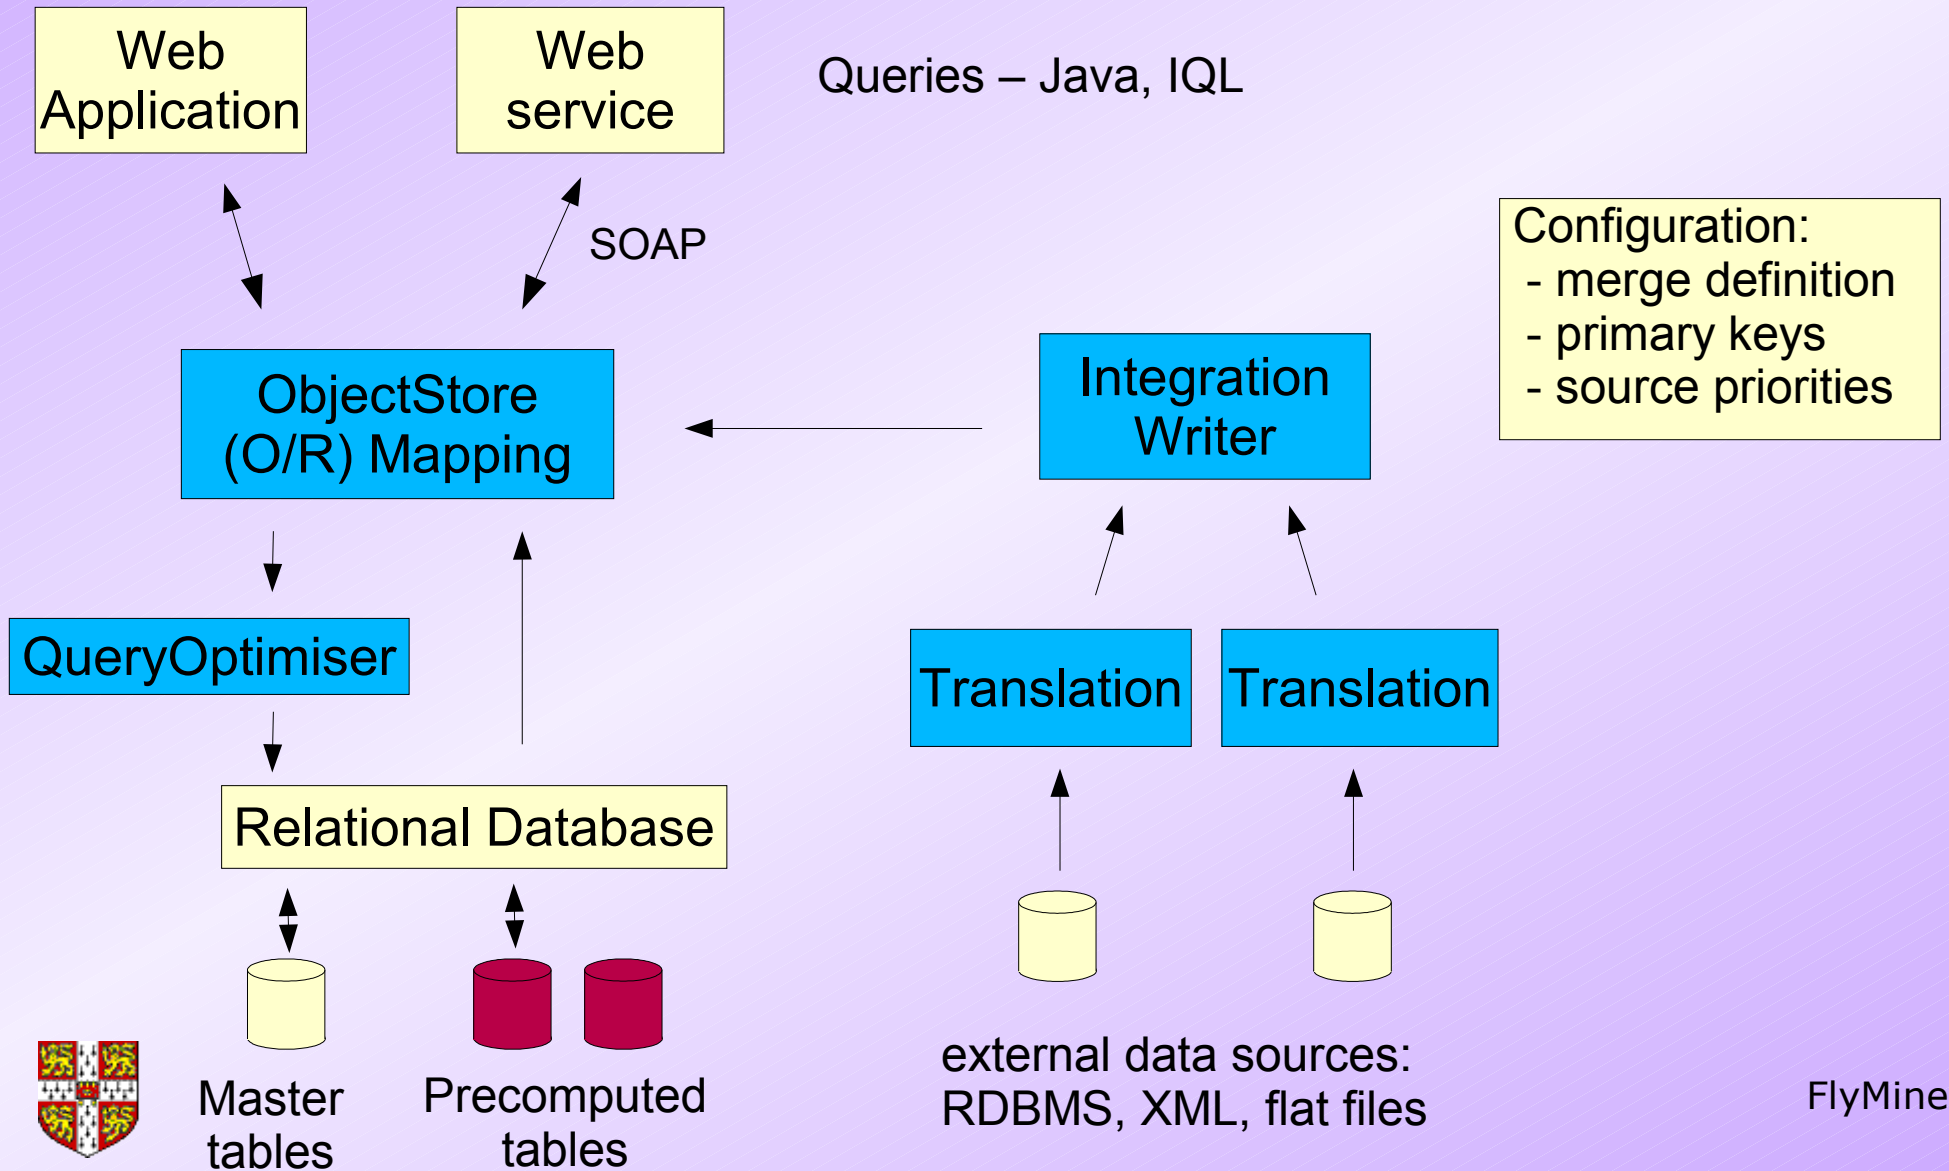 Web
Application
Web
service
Queries – Java, IQL
SOAP
Configuration:
- merge definition
- primary keys
- source priorities
ObjectStore
(O/R) Mapping
Integration
Writer
QueryOptimiser
Translation
Translation
Relational Database
Master
tables
Precomputed
tables
external data sources:
RDBMS, XML, flat files
FlyMine